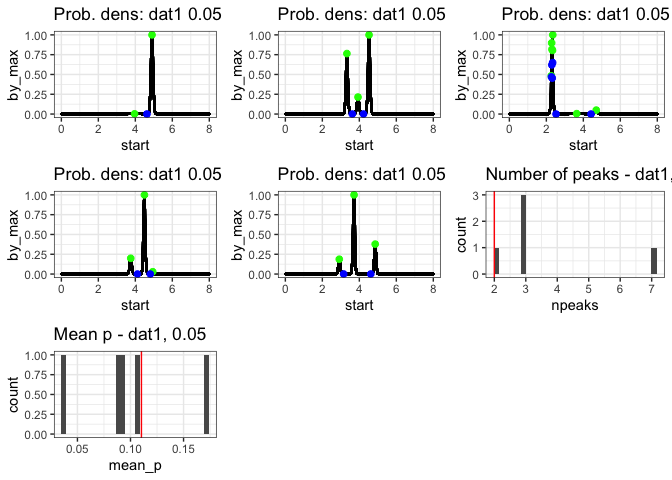 Prob. dens: dat1 0.05 Prob. dens: dat1 0.05 Prob. dens: dat1 0.05
1.00 1.00 1.00
0.75 0.75 0.75
0.50 0.50 0.50
0.25 0.25 0.25
0.00 0.00 0.00
by_max by_max by_max
0 2 4 6 8 0 2 4 6 8 0 2 4 6 8
start start start
Prob. dens: dat1 0.05 Prob. dens: dat1 0.05 Number of peaks - dat1,
1.00 1.00 3
0.75 0.75 2
0.50 0.50 1
0.25 0.25 0
0.00 0.00
by_max by_max count
0 2 4 6 8 0 2 4 6 8 2 3 4 5 6 7
start start npeaks
Mean p - dat1, 0.05
1.00
0.75
0.50
0.25
0.00
count
0.05 0.10 0.15
mean_p